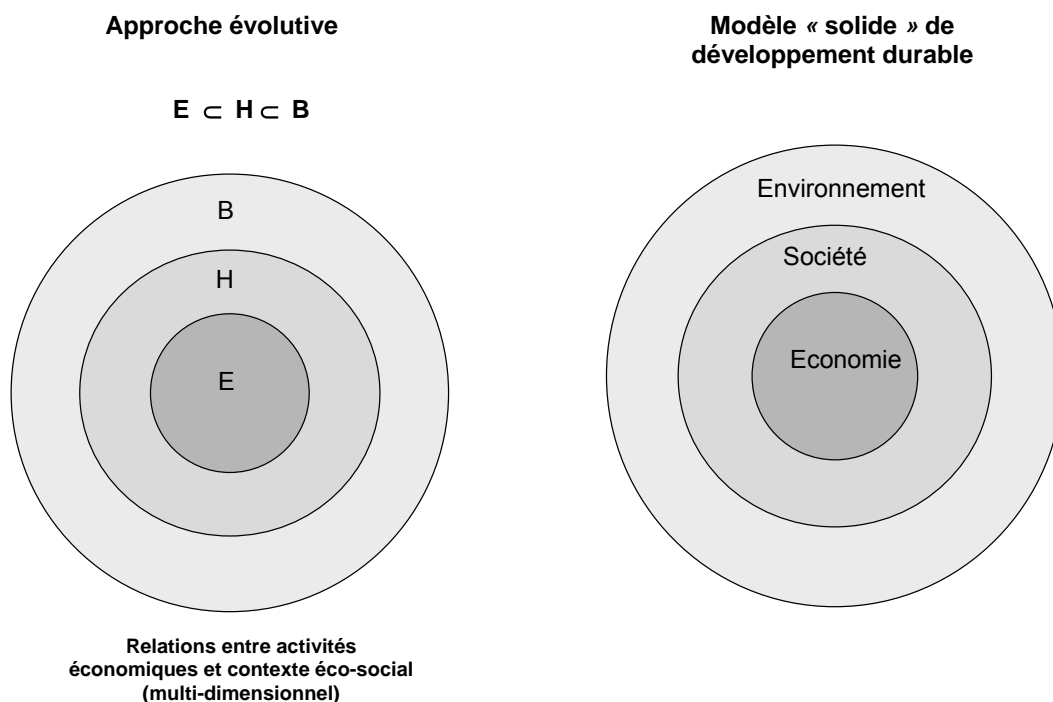 Approche évolutive
E ⊂ H ⊂ B
B
H
E
Relations entre activités
économiques et contexte éco-social
(multi-dimensionnel)
Modèle « solide » de
développement durable
Environnement
Société
Economie